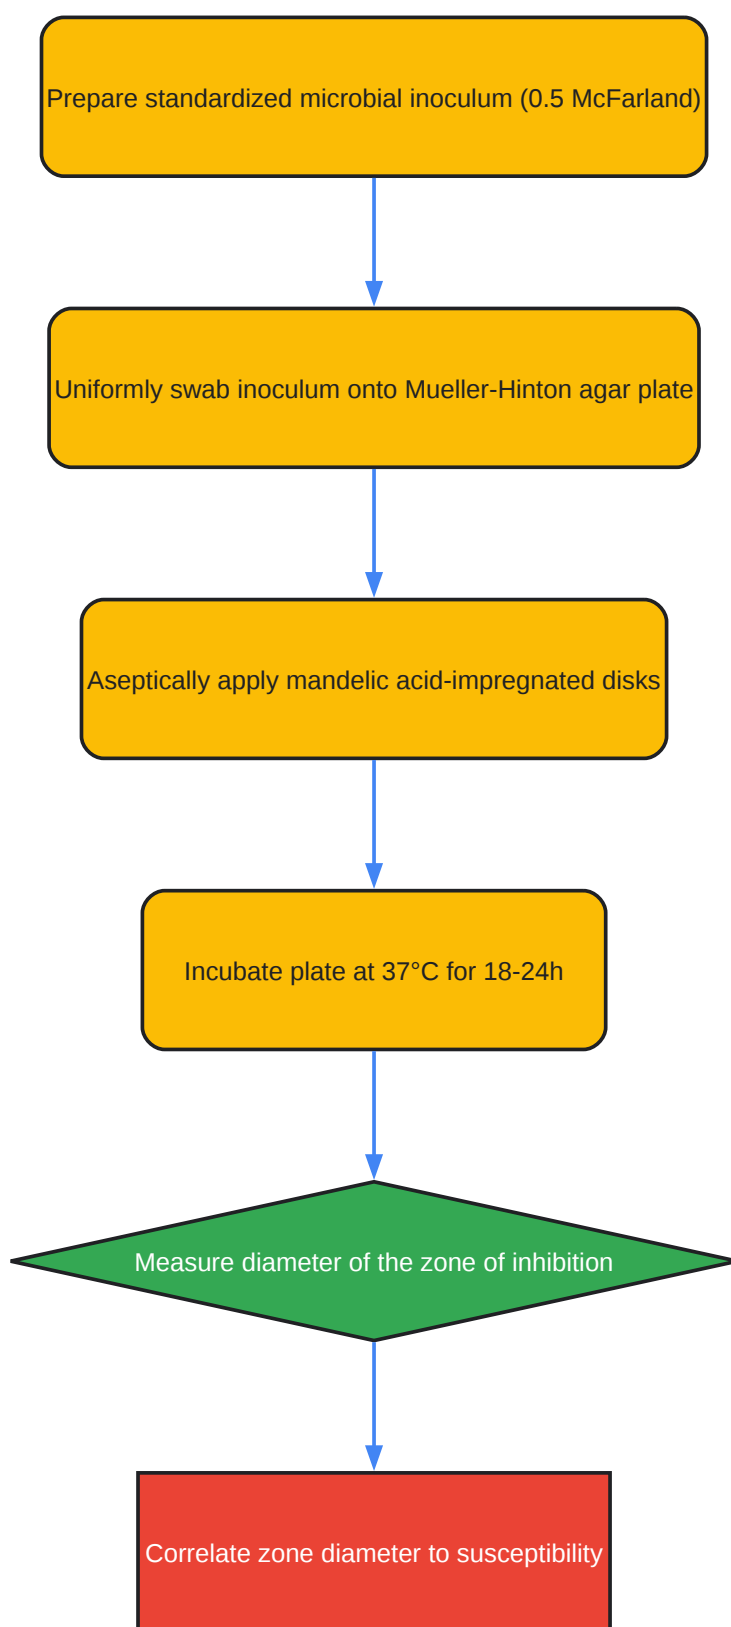 Prepare standardized microbial inoculum (0.5 McFarland)
Uniformly swab inoculum onto Mueller-Hinton agar plate
Aseptically apply mandelic acid-impregnated disks
Incubate plate at 37°C for 18-24h
Measure diameter of the zone of inhibition
Correlate zone diameter to susceptibility